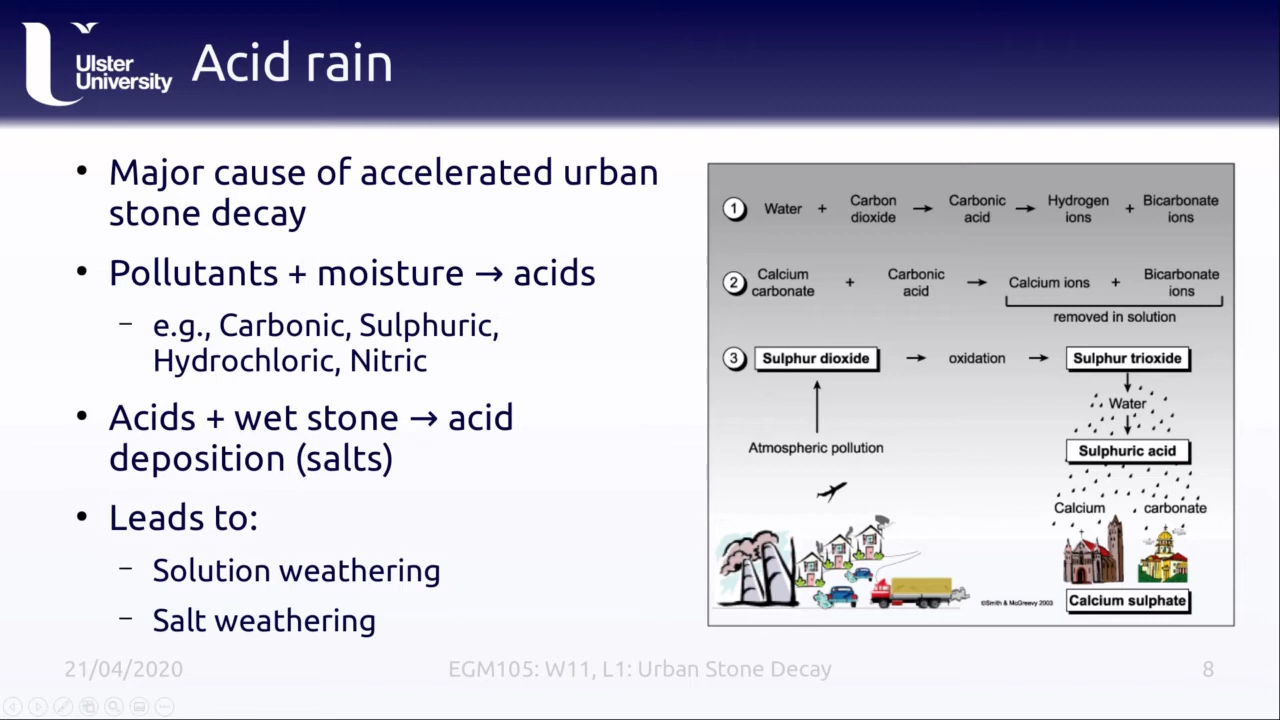 Ulster
University
Acid rain
• Major cause of accelerated urban
stone decay
• Pollutants + moisture → acids
– e.g., Carbonic, Sulphuric,
Hydrochloric, Nitric
• Acids + wet stone → acid
deposition (salts)
• Leads to:
– Solution weathering
– Salt weathering
1 Water + Carbon dioxide → Carbonic acid → Hydrogen ions + Bicarbonate ions
2 Calcium carbonate + Carbonic acid → Calcium ions + Bicarbonate ions
removed in solution
3 Sulphur dioxide → oxidation → Sulphur trioxide
Water
Atmospheric pollution
Sulphuric acid
Calcium carbonate
©Smith & McGreevy 2003
Calcium sulphate
21/04/2020 EGM105: W11, L1: Urban Stone Decay 8